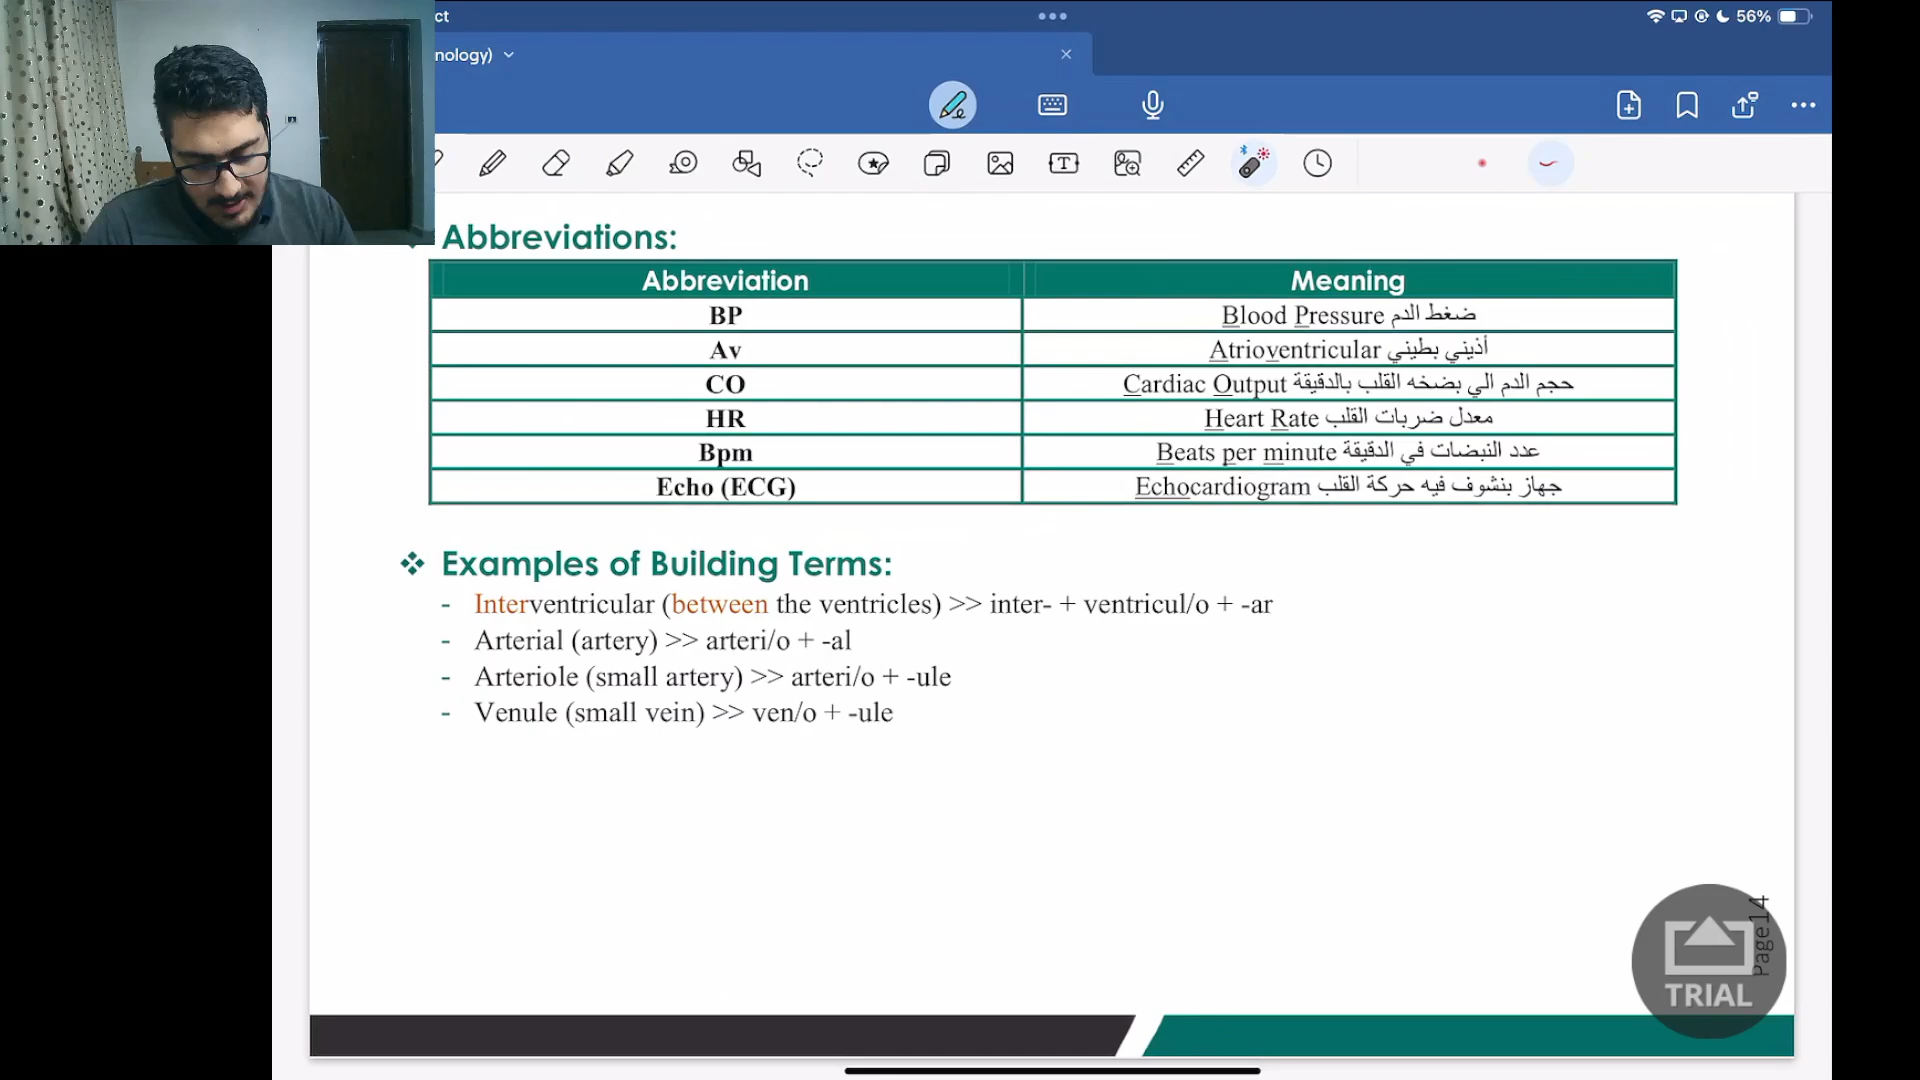 ct
56%
nology)
Abbreviations:
Abbreviation Meaning
BP Blood Pressure ضغط الدم
Av Atrioventricular أذيني بطيني
CO Cardiac Output حجم الدم الي بضخه القلب بالدقيقة
HR Heart Rate معدل ضربات القلب
Bpm Beats per minute عدد النبضات في الدقيقة
Echo (ECG) Echocardiogram جهاز بنشوف فيه حركة القلب
❖ Examples of Building Terms:
- Interventricular (between the ventricles) >> inter- + ventricul/o + -ar
- Arterial (artery) >> arteri/o + -al
- Arteriole (small artery) >> arteri/o + -ule
- Venule (small vein) >> ven/o + -ule
Page14
TRIAL